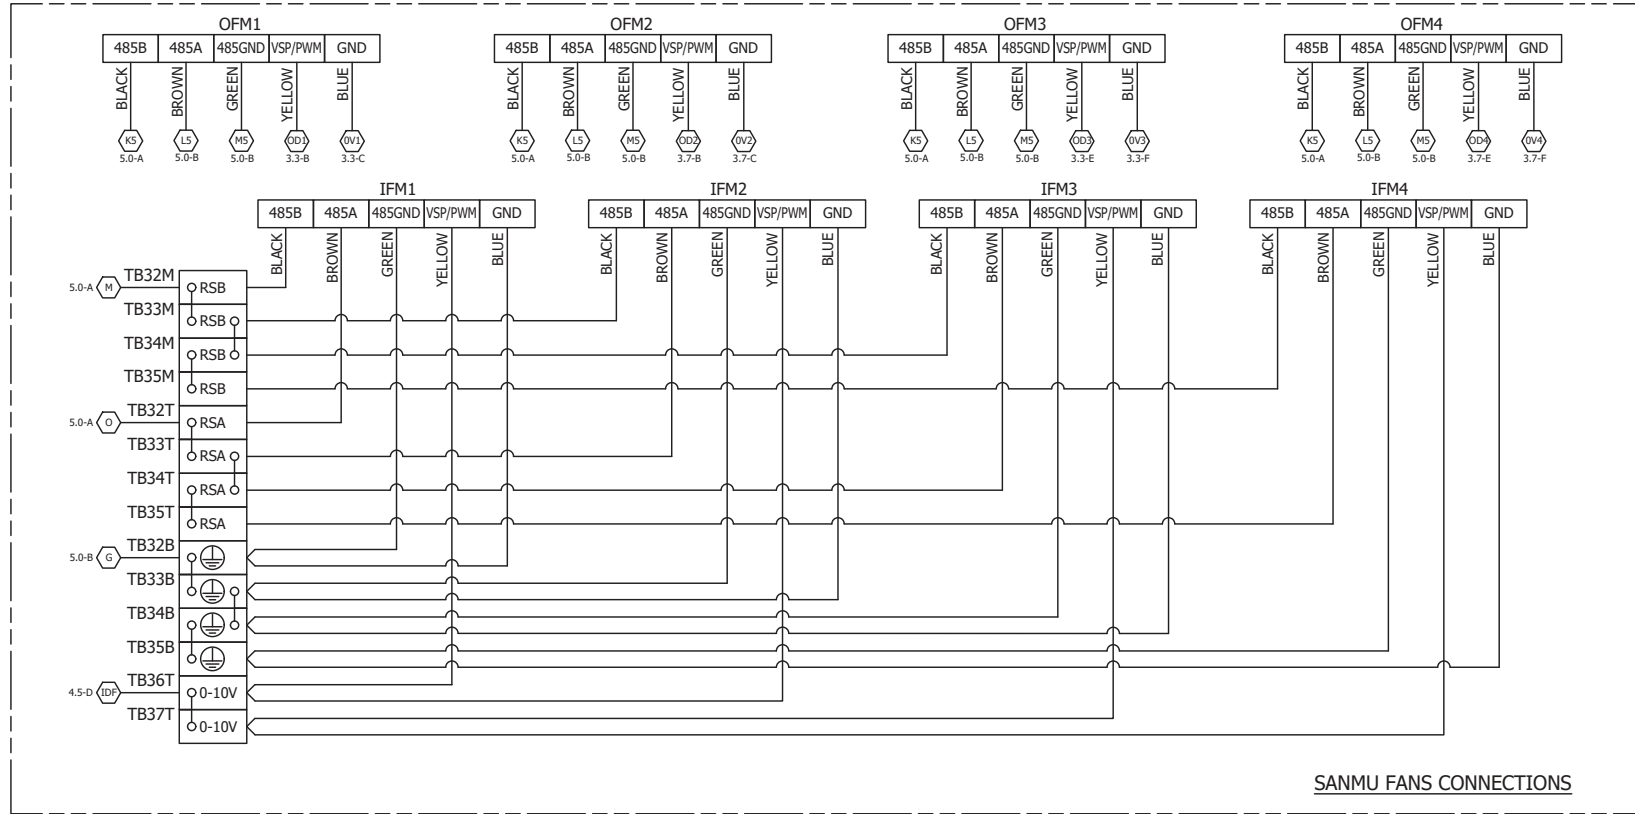 OFM1 OFM2 OFM3 OFM4
485B 485A 485GND VSP/PWM GND 485B 485A 485GND VSP/PWM GND 485B 485A 485GND VSP/PWM GND 485B 485A 485GND VSP/PWM GND
BLACK BROWN GREEN YELLOW BLUE BLACK BROWN GREEN YELLOW BLUE BLACK BROWN GREEN YELLOW BLUE BLACK BROWN GREEN YELLOW BLUE
K5 L5 M5 OD1 0V1 K5 L5 M5 OD2 0V2 K5 L5 M5 OD3 0V3 K5 L5 M5 OD4 0V4
5.0-A 5.0-B 5.0-B 3.3-B 3.3-C 5.0-A 5.0-B 5.0-B 3.7-B 3.7-C 5.0-A 5.0-B 5.0-B 3.3-E 3.3-F 5.0-A 5.0-B 5.0-B 3.7-E 3.7-F
IFM1 IFM2 IFM3 IFM4
485B 485A 485GND VSP/PWM GND 485B 485A 485GND VSP/PWM GND 485B 485A 485GND VSP/PWM GND 485B 485A 485GND VSP/PWM GND
BLACK BROWN GREEN YELLOW BLUE BLACK BROWN GREEN YELLOW BLUE BLACK BROWN GREEN YELLOW BLUE BLACK BROWN GREEN YELLOW BLUE
TB32M
5.0-A M RSB
TB33M
RSB
TB34M
RSB
TB35M
RSB
TB32T
5.0-A O RSA
TB33T
RSA
TB34T
RSA
TB35T
RSA
TB32B
5.0-B G
TB33B
TB34B
TB35B
TB36T
4.5-D IDF 0-10V
TB37T
0-10V
SANMU FANS CONNECTIONS